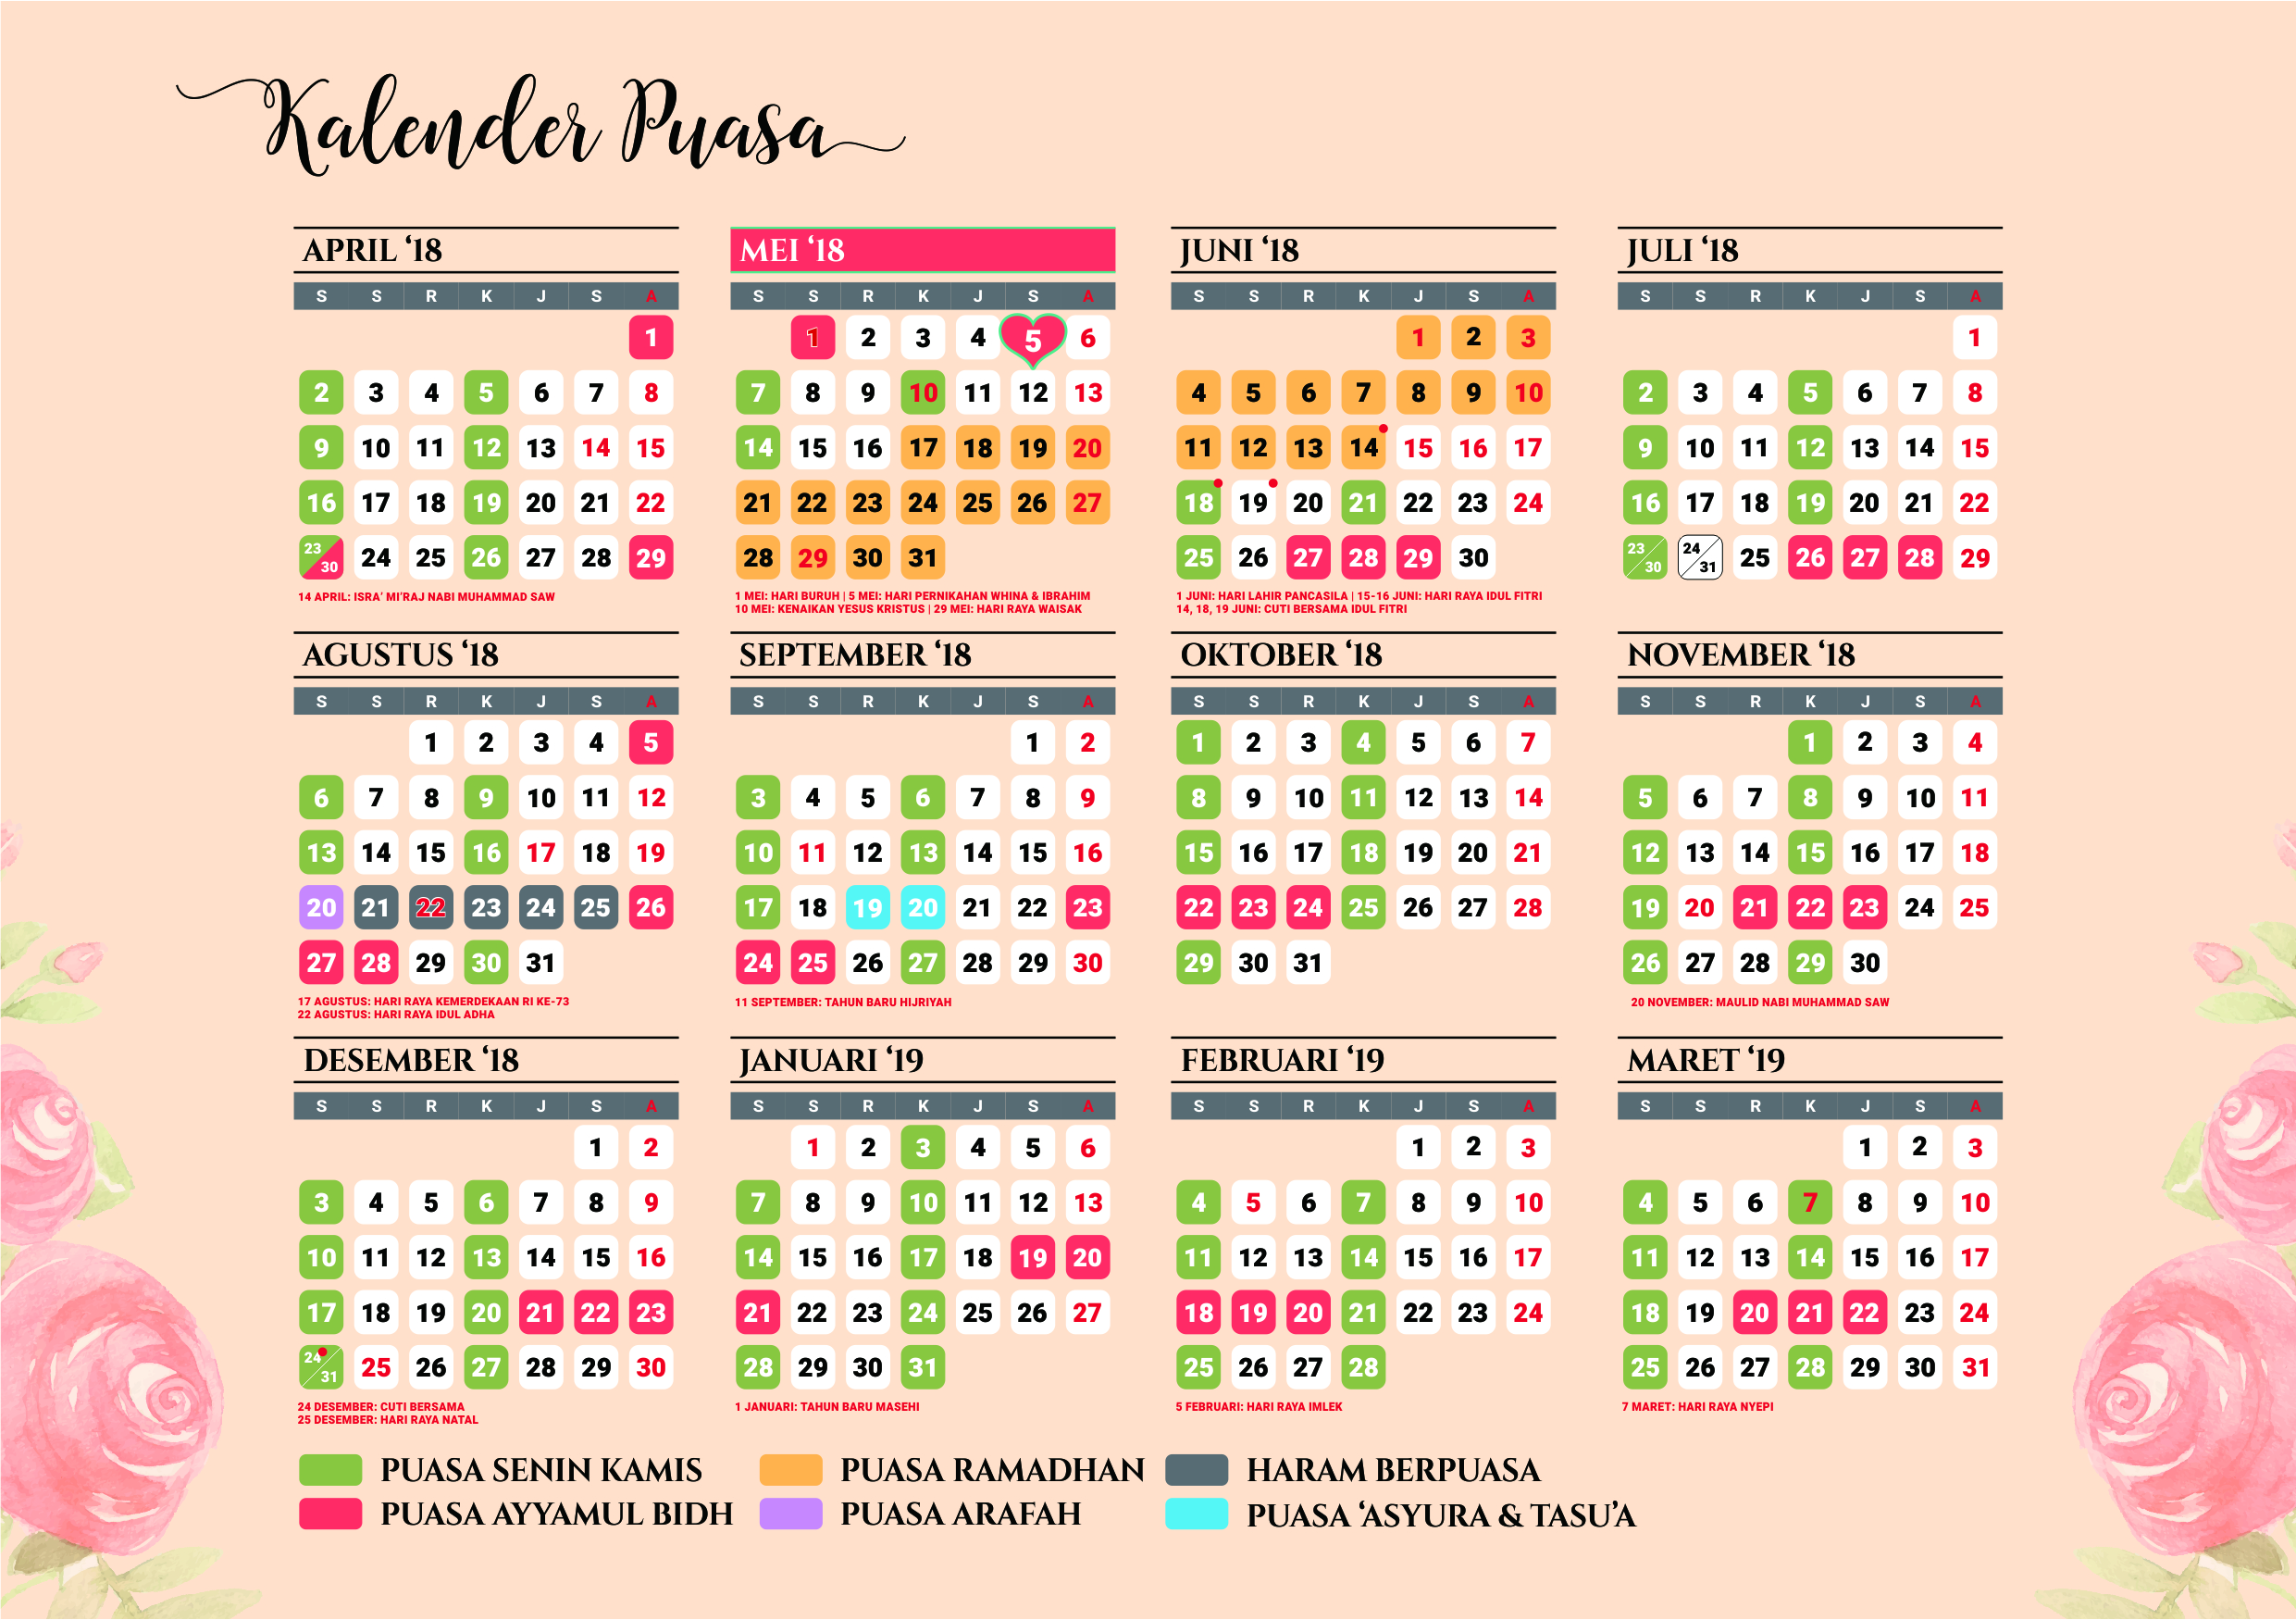 Kalender Puasa
APRIL ‘18
S S R K J S A
1
2 3 4 5 6 7 8
9 10 11 12 13 14 15
16 17 18 19 20 21 22
23 30 24 25 26 27 28 29
14 APRIL: ISRA’ MI’RAJ NABI MUHAMMAD SAW
MEI ‘18
S S R K J S A
1 2 3 4 5 6
7 8 9 10 11 12 13
14 15 16 17 18 19 20
21 22 23 24 25 26 27
28 29 30 31
1 MEI: HARI BURUH | 5 MEI: HARI PERNIKAHAN WHINA & IBRAHIM
10 MEI: KENAIKAN YESUS KRISTUS | 29 MEI: HARI RAYA WAISAK
JUNI ‘18
S S R K J S A
1 2 3
4 5 6 7 8 9 10
11 12 13 14 15 16 17
18 19 20 21 22 23 24
25 26 27 28 29 30
1 JUNI: HARI LAHIR PANCASILA | 15-16 JUNI: HARI RAYA IDUL FITRI
14, 18, 19 JUNI: CUTI BERSAMA IDUL FITRI
JULI ‘18
S S R K J S A
1
2 3 4 5 6 7 8
9 10 11 12 13 14 15
16 17 18 19 20 21 22
23 30 24 31 25 26 27 28 29
AGUSTUS ‘18
S S R K J S A
1 2 3 4 5
6 7 8 9 10 11 12
13 14 15 16 17 18 19
20 21 22 23 24 25 26
27 28 29 30 31
17 AGUSTUS: HARI RAYA KEMERDEKAAN RI KE-73
22 AGUSTUS: HARI RAYA IDUL ADHA
SEPTEMBER ‘18
S S R K J S A
1 2
3 4 5 6 7 8 9
10 11 12 13 14 15 16
17 18 19 20 21 22 23
24 25 26 27 28 29 30
11 SEPTEMBER: TAHUN BARU HIJRIYAH
OKTOBER ‘18
S S R K J S A
1 2 3 4 5 6 7
8 9 10 11 12 13 14
15 16 17 18 19 20 21
22 23 24 25 26 27 28
29 30 31
NOVEMBER ‘18
S S R K J S A
1 2 3 4
5 6 7 8 9 10 11
12 13 14 15 16 17 18
19 20 21 22 23 24 25
26 27 28 29 30
20 NOVEMBER: MAULID NABI MUHAMMAD SAW
DESEMBER ‘18
S S R K J S A
1 2
3 4 5 6 7 8 9
10 11 12 13 14 15 16
17 18 19 20 21 22 23
24 31 25 26 27 28 29 30
24 DESEMBER: CUTI BERSAMA
25 DESEMBER: HARI RAYA NATAL
JANUARI ‘19
S S R K J S A
1 2 3 4 5 6
7 8 9 10 11 12 13
14 15 16 17 18 19 20
21 22 23 24 25 26 27
28 29 30 31
1 JANUARI: TAHUN BARU MASEHI
FEBRUARI ‘19
S S R K J S A
1 2 3
4 5 6 7 8 9 10
11 12 13 14 15 16 17
18 19 20 21 22 23 24
25 26 27 28
5 FEBRUARI: HARI RAYA IMLEK
MARET ‘19
S S R K J S A
1 2 3
4 5 6 7 8 9 10
11 12 13 14 15 16 17
18 19 20 21 22 23 24
25 26 27 28 29 30 31
7 MARET: HARI RAYA NYEPI
PUASA SENIN KAMIS
PUASA RAMADHAN
HARAM BERPUASA
PUASA AYYAMUL BIDH
PUASA ARAFAH
PUASA ‘ASYURA & TASU’A